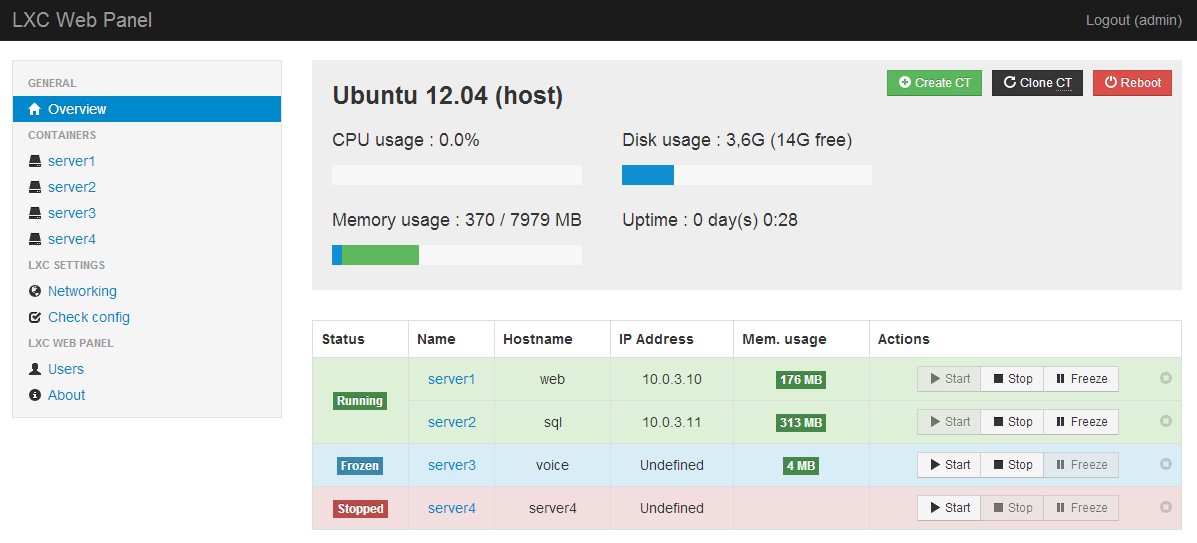 LXC Web Panel
Logout (admin)
GENERAL
Overview
CONTAINERS
server1
server2
server3
server4
LXC SETTINGS
Networking
Check config
LXC WEB PANEL
Users
About
Ubuntu 12.04 (host)
Create CT
Clone CT
Reboot
CPU usage : 0.0%
Disk usage : 3,6G (14G free)
Memory usage : 370 / 7979 MB
Uptime : 0 day(s) 0:28
Status Name Hostname IP Address Mem. usage Actions
Running
server1 web 10.0.3.10 176 MB Start Stop Freeze
server2 sql 10.0.3.11 313 MB Start Stop Freeze
Frozen server3 voice Undefined 4 MB Start Stop Freeze
Stopped server4 server4 Undefined Start Stop Freeze